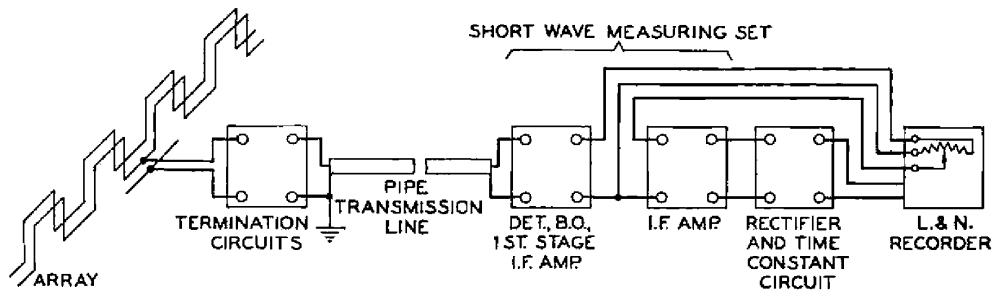 SHORT WAVE MEASURING SET
ARRAY
TERMINATION
CIRCUITS
PIPE
TRANSMISSION
LINE
DET., B.O.,
1ST. STAGE
I.F. AMP.
I.F. AMP.
RECTIFIER
AND TIME
CONSTANT
CIRCUIT
L.& N.
RECORDER